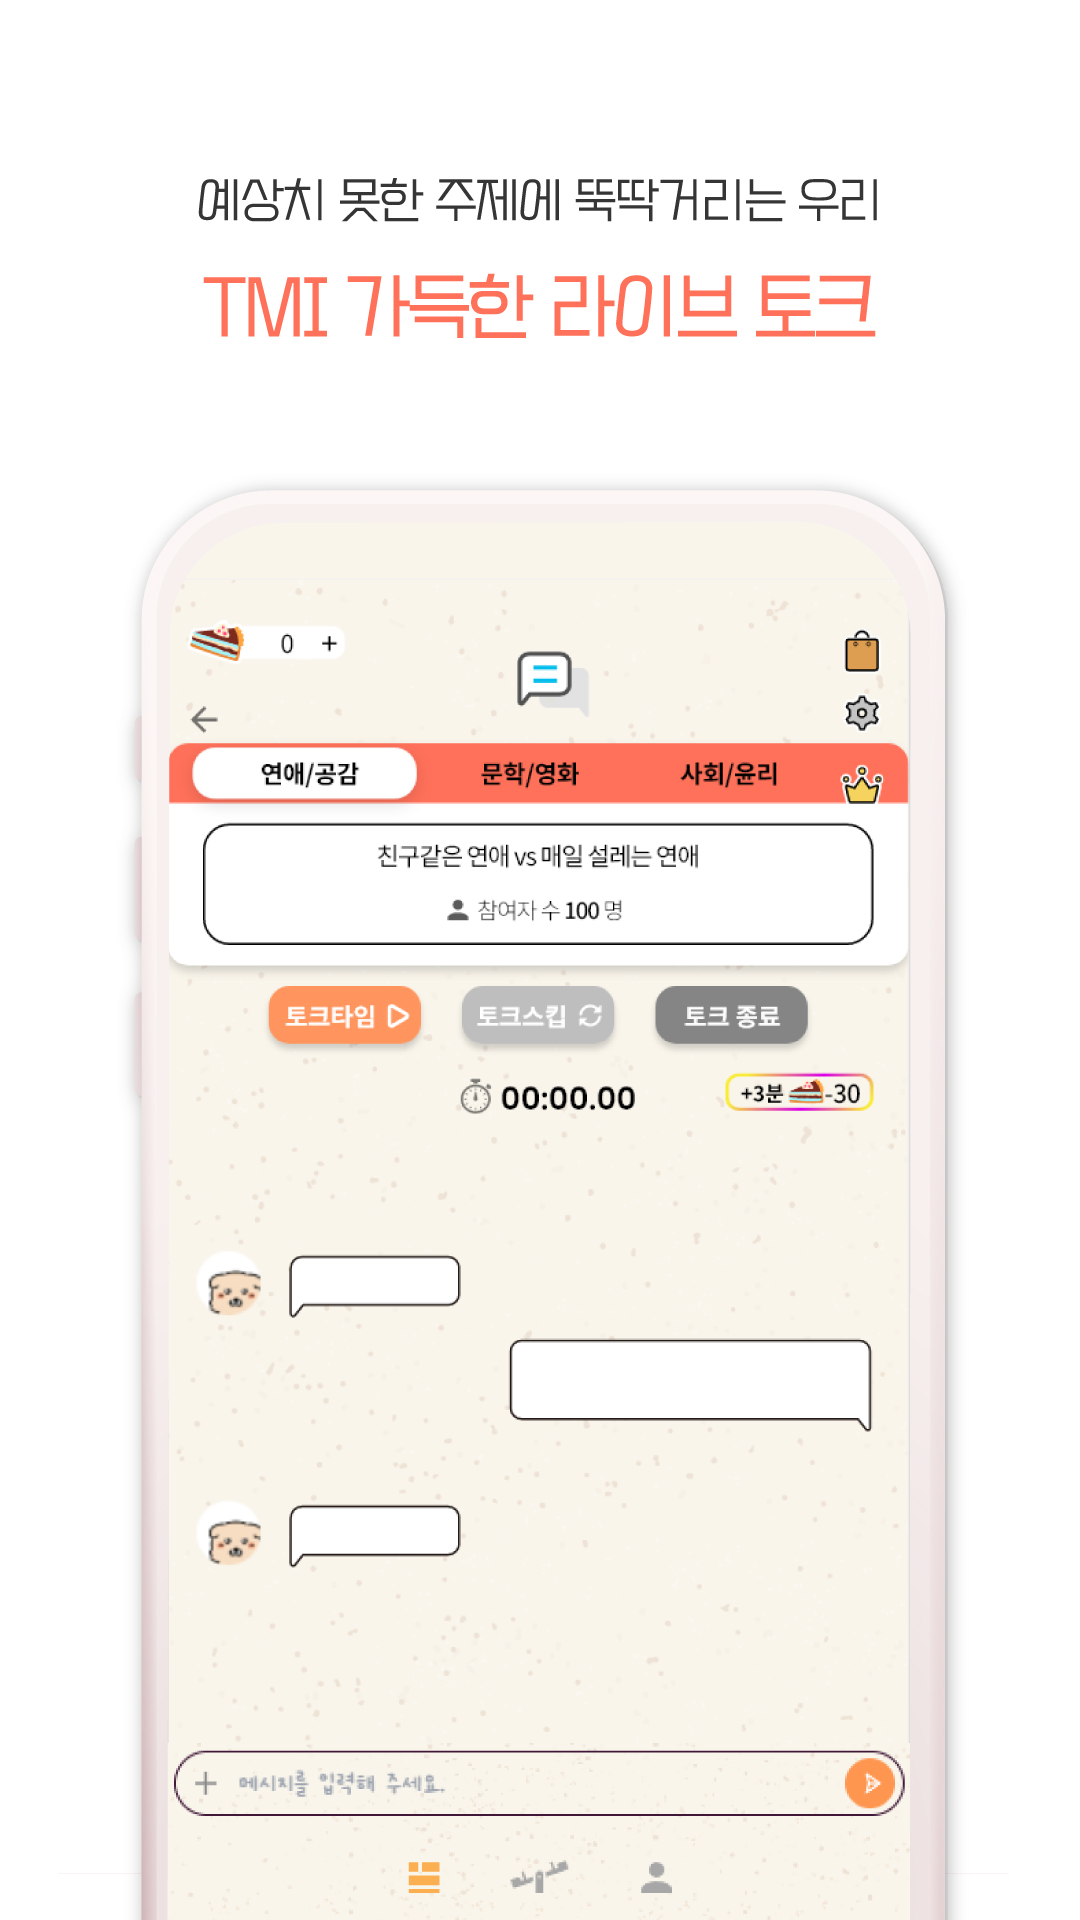 예상치 못한 주제에 뚝딱거리는 우리
TMI 가득한 라이브 토크
0 +
연애/공감 문학/영화 사회/윤리
친구같은 연애 vs 매일 설레는 연애
참여자 수 100 명
토크타임 토크스킵 토크 종료
00:00.00 +3분 -30
메시지를 입력해 주세요.